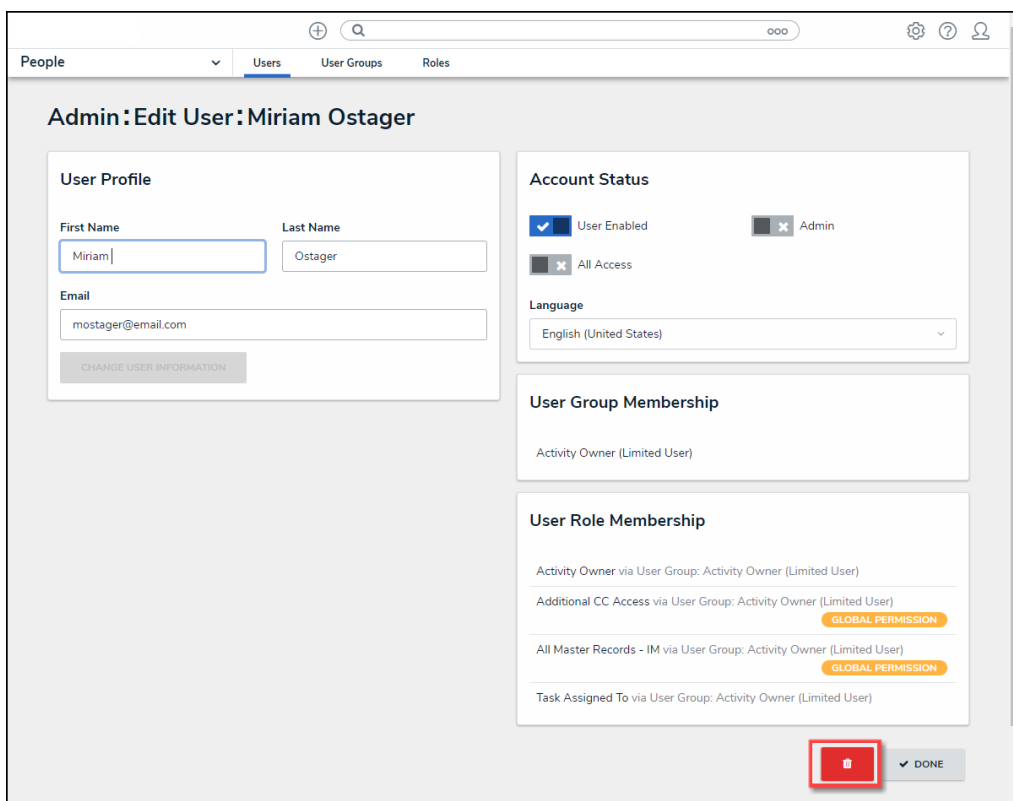 ooo
People
Users
User Groups
Roles
Admin:Edit User:Miriam Ostager
User Profile
First Name
Last Name
Miriam
Ostager
Email
mostager@email.com
CHANGE USER INFORMATION
Account Status
User Enabled
Admin
All Access
Language
English (United States)
User Group Membership
Activity Owner (Limited User)
User Role Membership
Activity Owner via User Group: Activity Owner (Limited User)
Additional CC Access via User Group: Activity Owner (Limited User)
GLOBAL PERMISSION
All Master Records - IM via User Group: Activity Owner (Limited User)
GLOBAL PERMISSION
Task Assigned To via User Group: Activity Owner (Limited User)
DONE